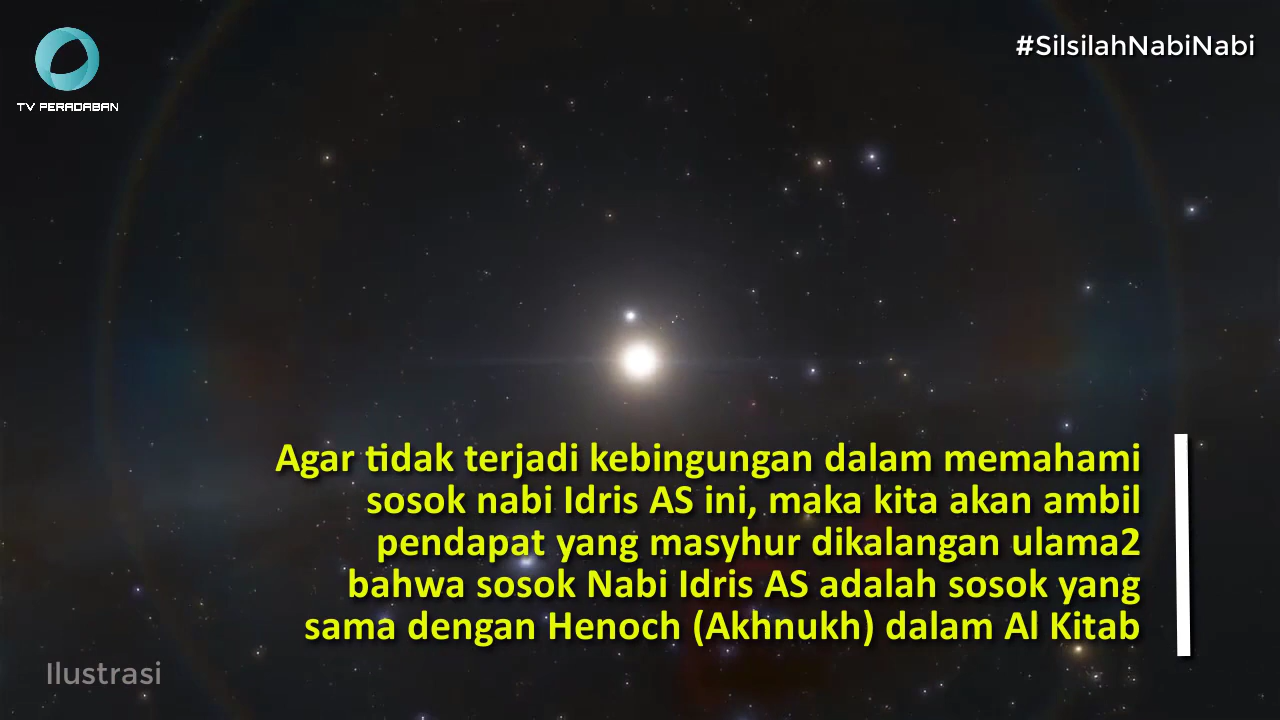 #SilsilahNabiNabi
TV PERADABAN
Agar tidak terjadi kebingungan dalam memahami
sosok nabi Idris AS ini, maka kita akan ambil
pendapat yang masyhur dikalangan ulama2
bahwa sosok Nabi Idris AS adalah sosok yang
sama dengan Henoch (Akhnukh) dalam Al Kitab
Ilustrasi